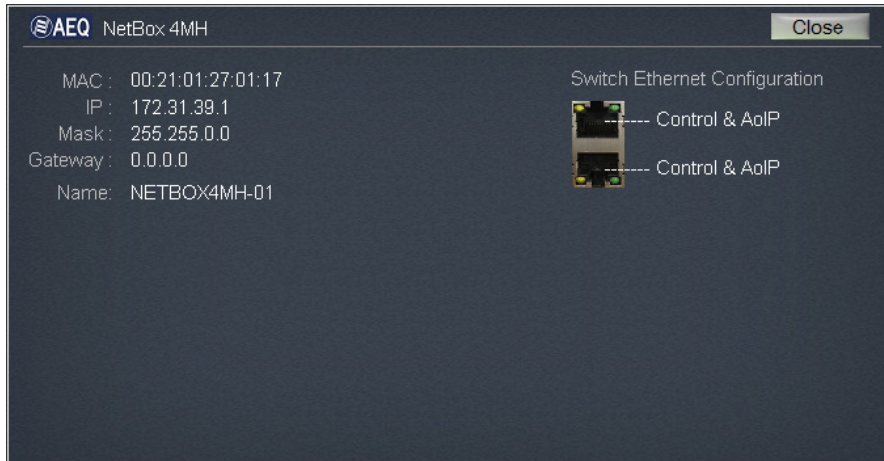 AEQ NetBox 4MH
Close
MAC : 00:21:01:27:01:17
IP : 172.31.39.1
Mask : 255.255.0.0
Gateway : 0.0.0.0
Name: NETBOX4MH-01
Switch Ethernet Configuration
Control & AoIP
Control & AoIP